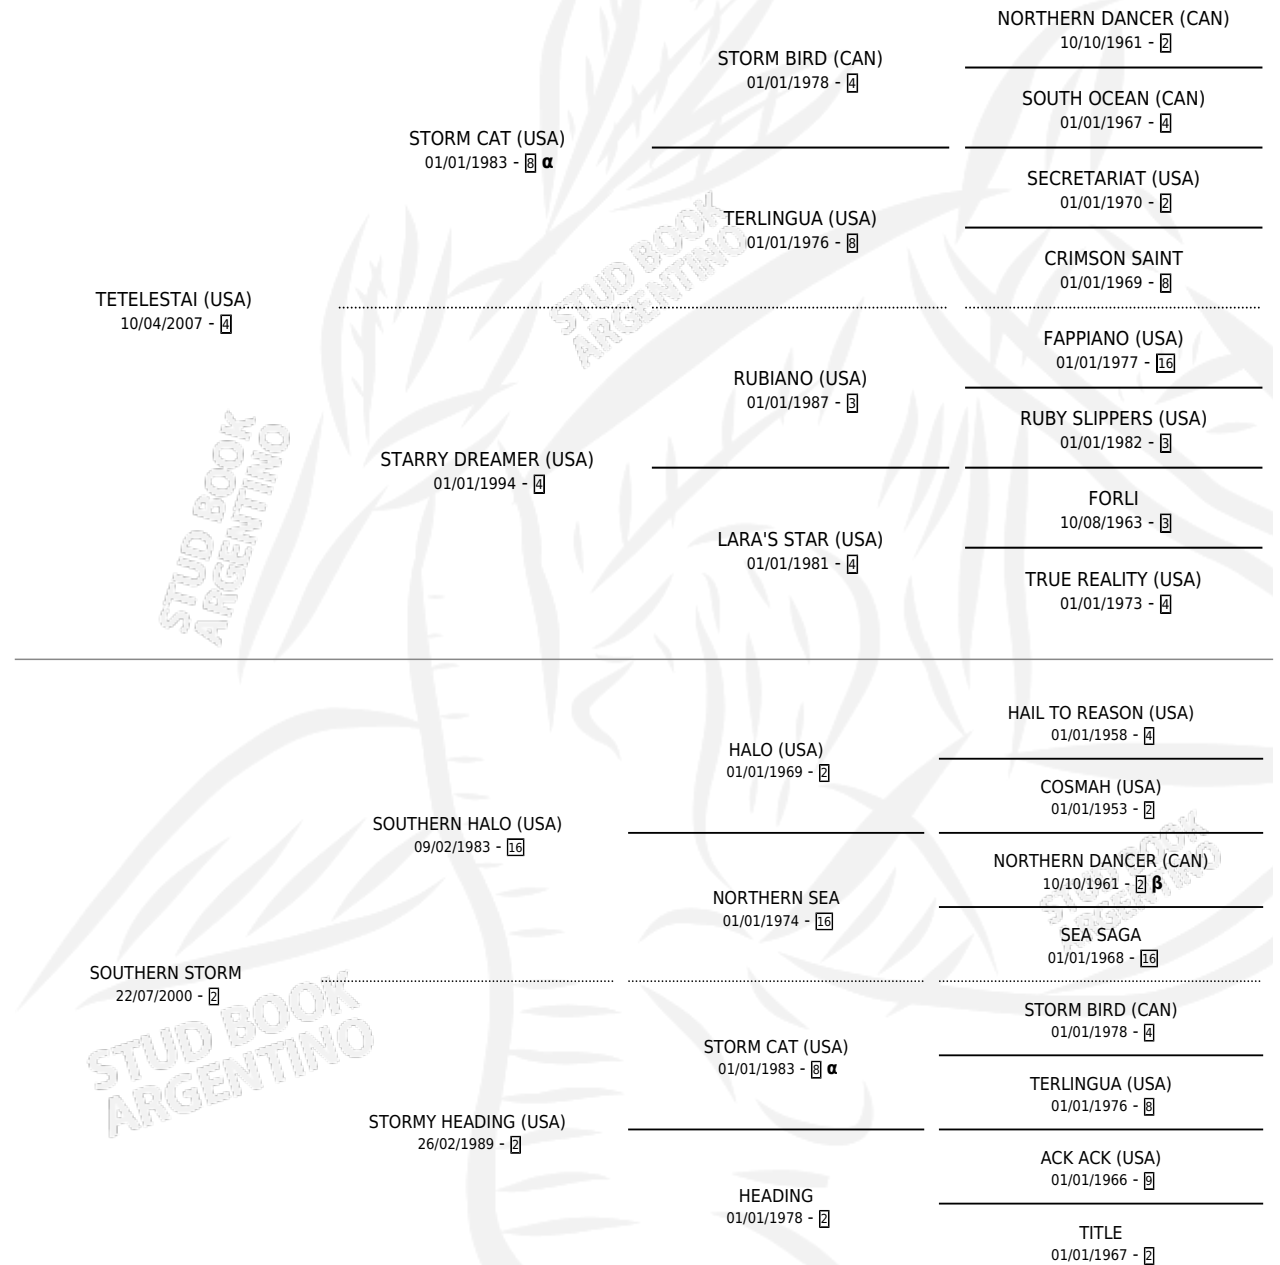 NORTHERN DANCER (CAN)
10/10/1961 - 2
STORM BIRD (CAN)
01/01/1978 - 4
SOUTH OCEAN (CAN)
01/01/1967 - 4
STORM CAT (USA)
01/01/1983 - 8 α
SECRETARIAT (USA)
01/01/1970 - 2
TERLINGUA (USA)
01/01/1976 - 8
CRIMSON SAINT
01/01/1969 - 8
STUD BOOK
ARGENTINO
TETELESTAI (USA)
10/04/2007 - 4
FAPPIANO (USA)
01/01/1977 - 16
RUBIANO (USA)
01/01/1987 - 3
RUBY SLIPPERS (USA)
01/01/1982 - 3
STARRY DREAMER (USA)
01/01/1994 - 4
FORLI
10/08/1963 - 3
LARA'S STAR (USA)
01/01/1981 - 4
TRUE REALITY (USA)
01/01/1973 - 4
STUD BOOK
ARGENTINO
HAIL TO REASON (USA)
01/01/1958 - 4
HALO (USA)
01/01/1969 - 2
COSMAH (USA)
01/01/1953 - 2
SOUTHERN HALO (USA)
09/02/1983 - 16
NORTHERN DANCER (CAN)
10/10/1961 - 2 β
NORTHERN SEA
01/01/1974 - 16
SEA SAGA
01/01/1968 - 16
STUD BOOK
ARGENTINO
SOUTHERN STORM
22/07/2000 - 2
STORM BIRD (CAN)
01/01/1978 - 4
STORM CAT (USA)
01/01/1983 - 8 α
TERLINGUA (USA)
01/01/1976 - 8
STORMY HEADING (USA)
26/02/1989 - 2
ACK ACK (USA)
01/01/1966 - 9
HEADING
01/01/1978 - 2
TITLE
01/01/1967 - 2
STUD BOOK
ARGENTINO